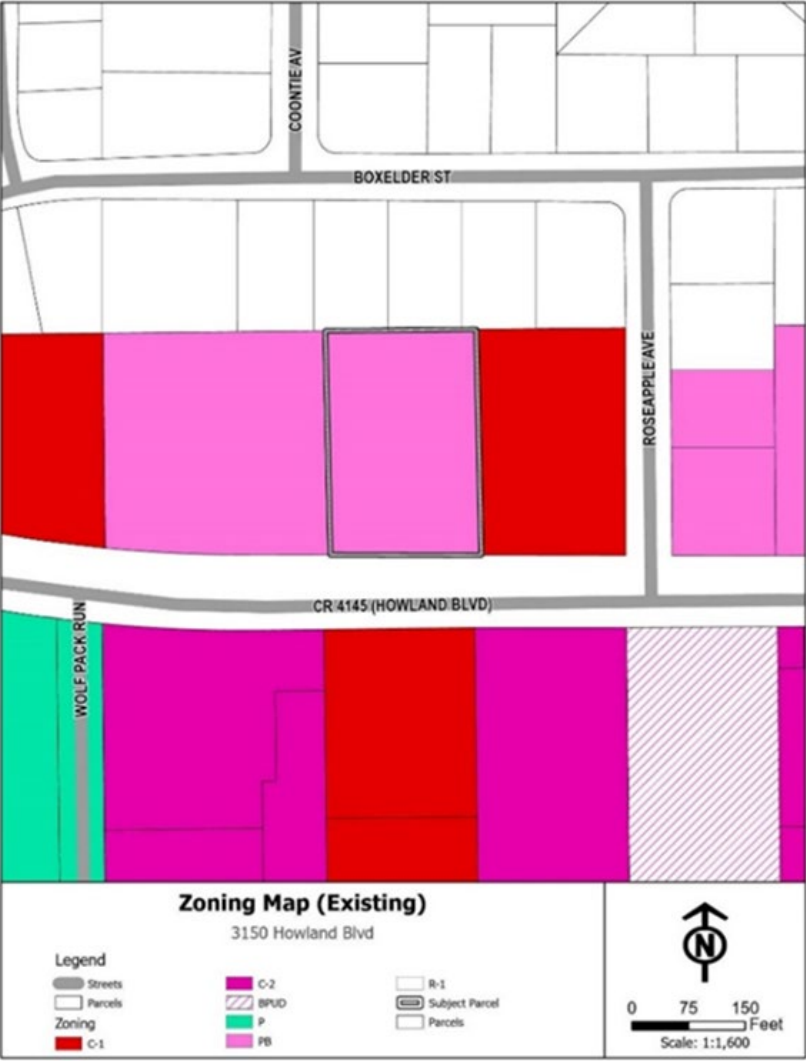 COONTIE AV
BOXELDER ST
ROSEAPPLE AVE
CR 4145 (HOWLAND BLVD)
WOLF PACK RUN
Zoning Map (Existing)
3150 Howland Blvd
Legend
Streets
Parcels
Zoning
C-1
C-2
BPUD
P
PB
R-1
Subject Parcel
Parcels
N
0 75 150
Feet
Scale: 1:1,600